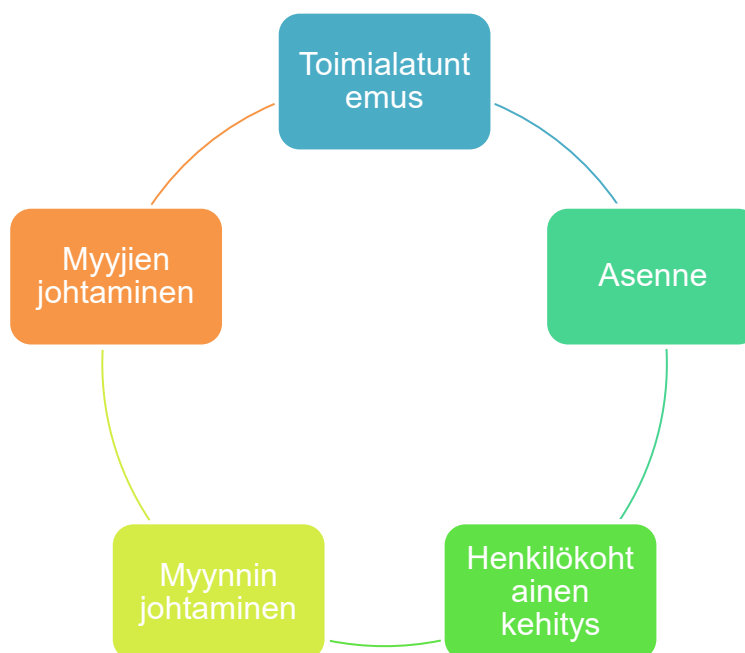 Toimialatunt
emus
Asenne
Henkilökoht
ainen
kehitys
Myynnin
johtaminen
Myyjien
johtaminen